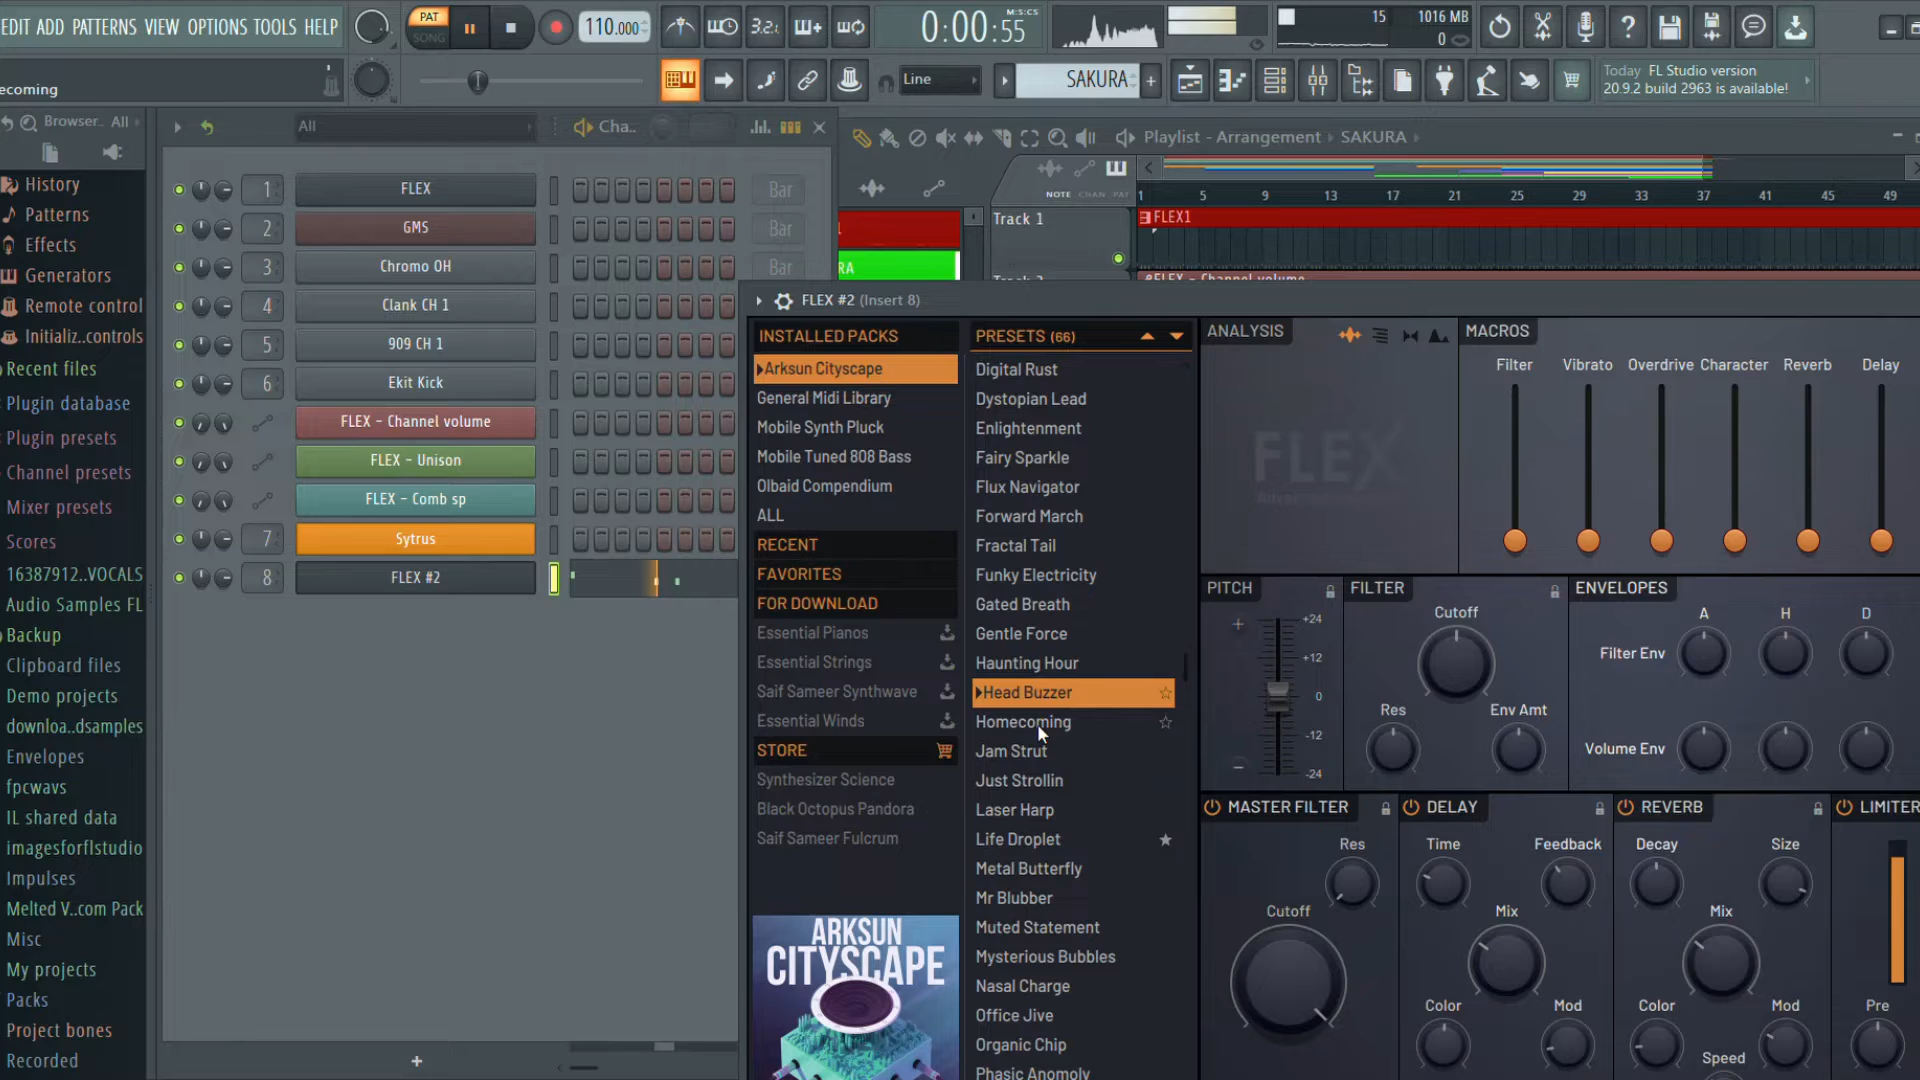 EDIT ADD PATTERNS VIEW OPTIONS TOOLS HELP
PAT
SONG
110.000
3.2.
0:00:55
M:S:CS
15
1016 MB
0
ecoming
Line
SAKURA
Today FL Studio version
20.9.2 build 2963 is available!
Browser.. All
All
Cha..
Playlist - Arrangement
SAKURA
History
Patterns
Effects
Generators
Remote control
Initializ..controls
Recent files
Plugin database
Plugin presets
Channel presets
Mixer presets
Scores
16387912..VOCALS
Audio Samples FL
Backup
Clipboard files
Demo projects
downloa..dsamples
Envelopes
fpcwavs
IL shared data
imagesforflstudio
Impulses
Melted V..com Pack
Misc
My projects
Packs
Project bones
Recorded
1 FLEX Bar
2 GMS Bar
3 Chromo OH Bar
4 Clank CH 1
5 909 CH 1
6 Ekit Kick
FLEX - Channel volume
FLEX - Unison
FLEX - Comb sp
7 Sytrus
8 FLEX #2
+
RA
NOTE CHAN PAT
1 5 9 13 17 21 25 29 33 37 41 45 49
Track 1
FLEX1
FLEX - Channel volume
FLEX #2 (Insert 8)
INSTALLED PACKS
Arksun Cityscape
General Midi Library
Mobile Synth Pluck
Mobile Tuned 808 Bass
Olbaid Compendium
ALL
RECENT
FAVORITES
FOR DOWNLOAD
Essential Pianos
Essential Strings
Saif Sameer Synthwave
Essential Winds
STORE
Synthesizer Science
Black Octopus Pandora
Saif Sameer Fulcrum
ARKSUN
CITYSCAPE
PRESETS (66)
Digital Rust
Dystopian Lead
Enlightenment
Fairy Sparkle
Flux Navigator
Forward March
Fractal Tail
Funky Electricity
Gated Breath
Gentle Force
Haunting Hour
Head Buzzer
Homecoming
Jam Strut
Just Strollin
Laser Harp
Life Droplet
Metal Butterfly
Mr Blubber
Muted Statement
Mysterious Bubbles
Nasal Charge
Office Jive
Organic Chip
Phasic Anomoly
ANALYSIS
FLEX
MACROS
Filter Vibrato Overdrive Character Reverb Delay
PITCH
+24
+12
0
-12
-24
FILTER
Cutoff
Res
Env Amt
ENVELOPES
A H D
Filter Env
Volume Env
MASTER FILTER
Res
Cutoff
DELAY
Time Feedback
Mix
Color Mod
REVERB
Decay Size
Mix
Color Mod
Speed
LIMITER
Pre